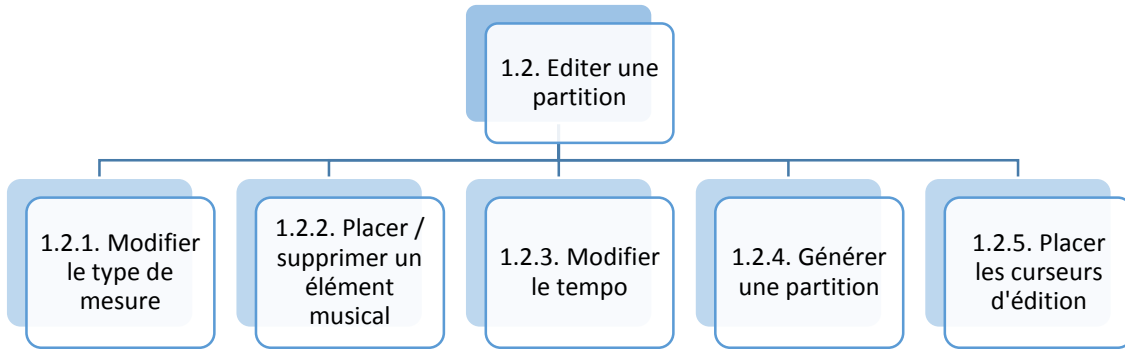 1.2. Editer une
partition
1.2.1. Modifier
le type de
mesure
1.2.2. Placer /
supprimer un
élément
musical
1.2.3. Modifier
le tempo
1.2.4. Générer
une partition
1.2.5. Placer
les curseurs
d'édition